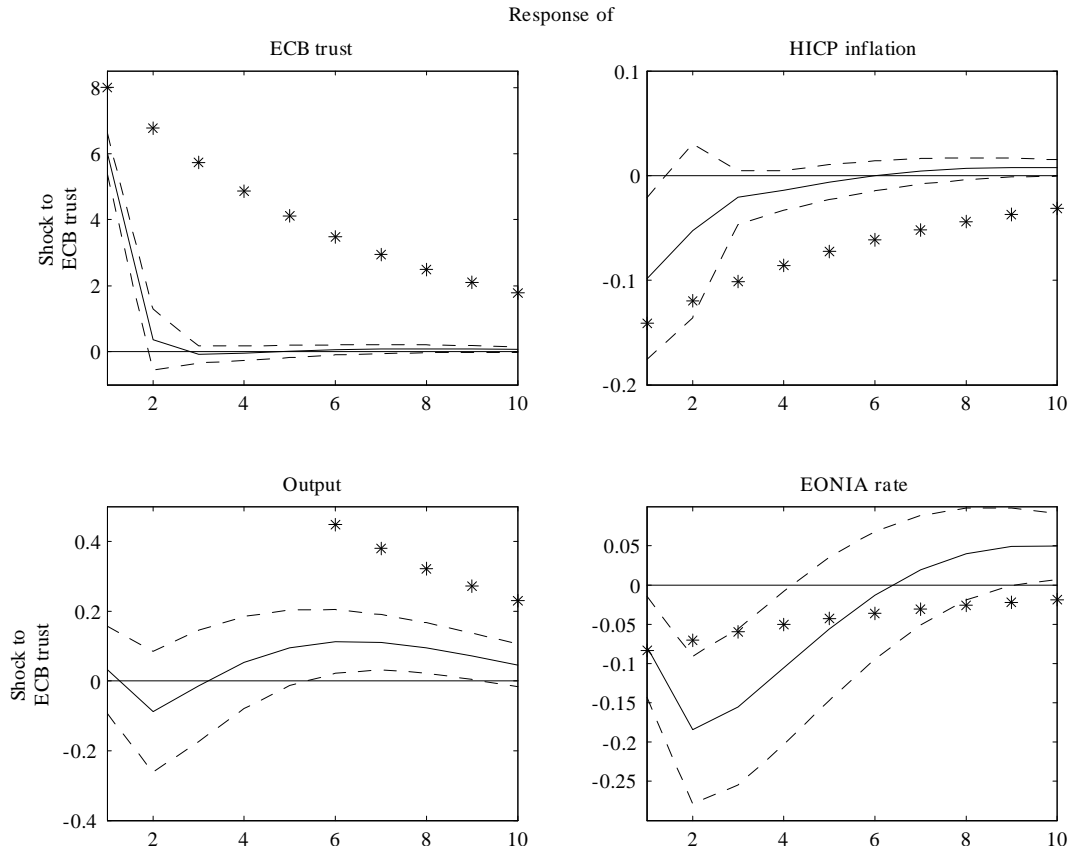 Response of
ECB trust
HICP inflation
8
6
4
2
0
Shock to
ECB trust
2 4 6 8 10
0.1
0
-0.1
-0.2
2 4 6 8 10
Output
EONIA rate
0.4
0.2
0
-0.2
-0.4
Shock to
ECB trust
2 4 6 8 10
0.05
0
-0.05
-0.1
-0.15
-0.2
-0.25
2 4 6 8 10